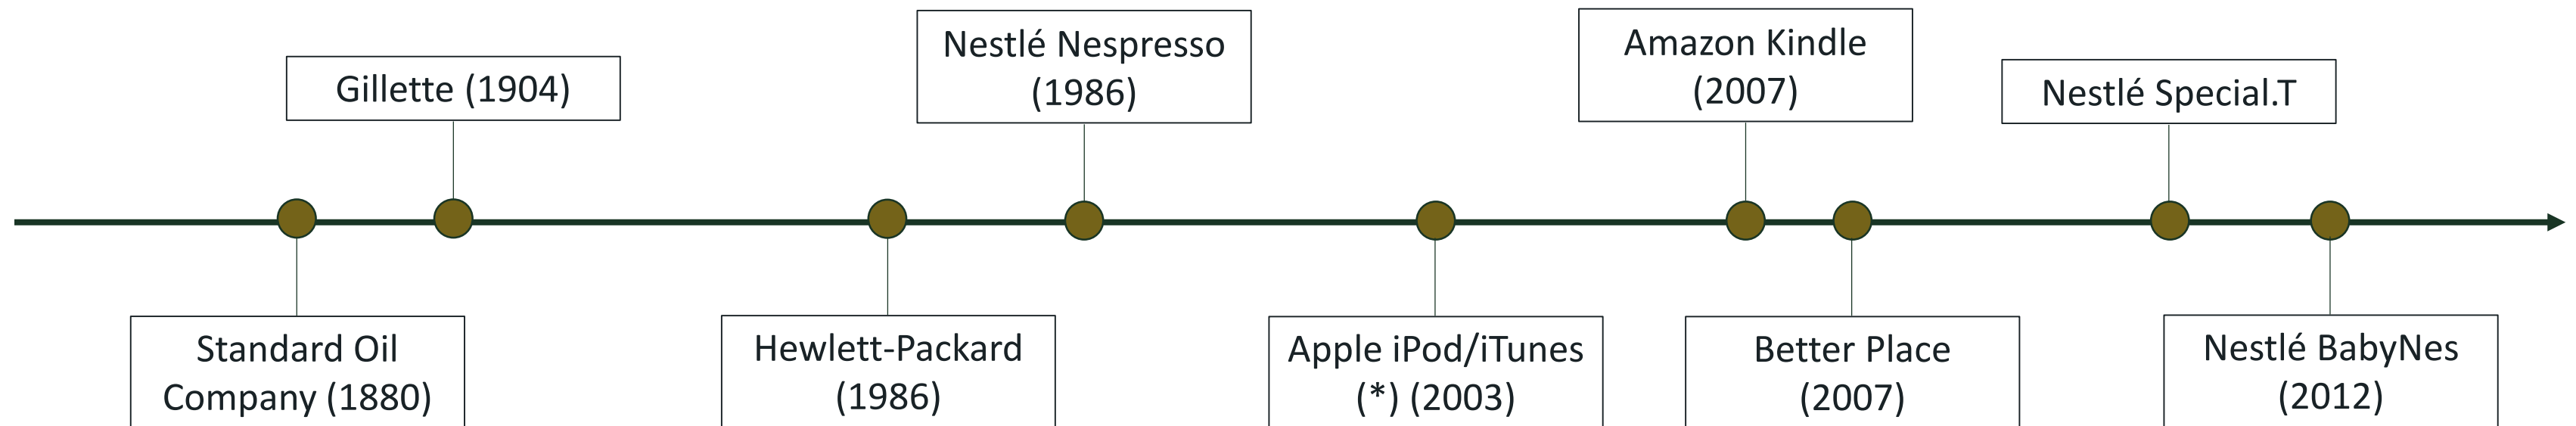 Gillette (1904)
Nestlé Nespresso
(1986)
Amazon Kindle
(2007)
Nestlé Special.T
Standard Oil
Company (1880)
Hewlett-Packard
(1986)
Apple iPod/iTunes
(*) (2003)
Better Place
(2007)
Nestlé BabyNes
(2012)